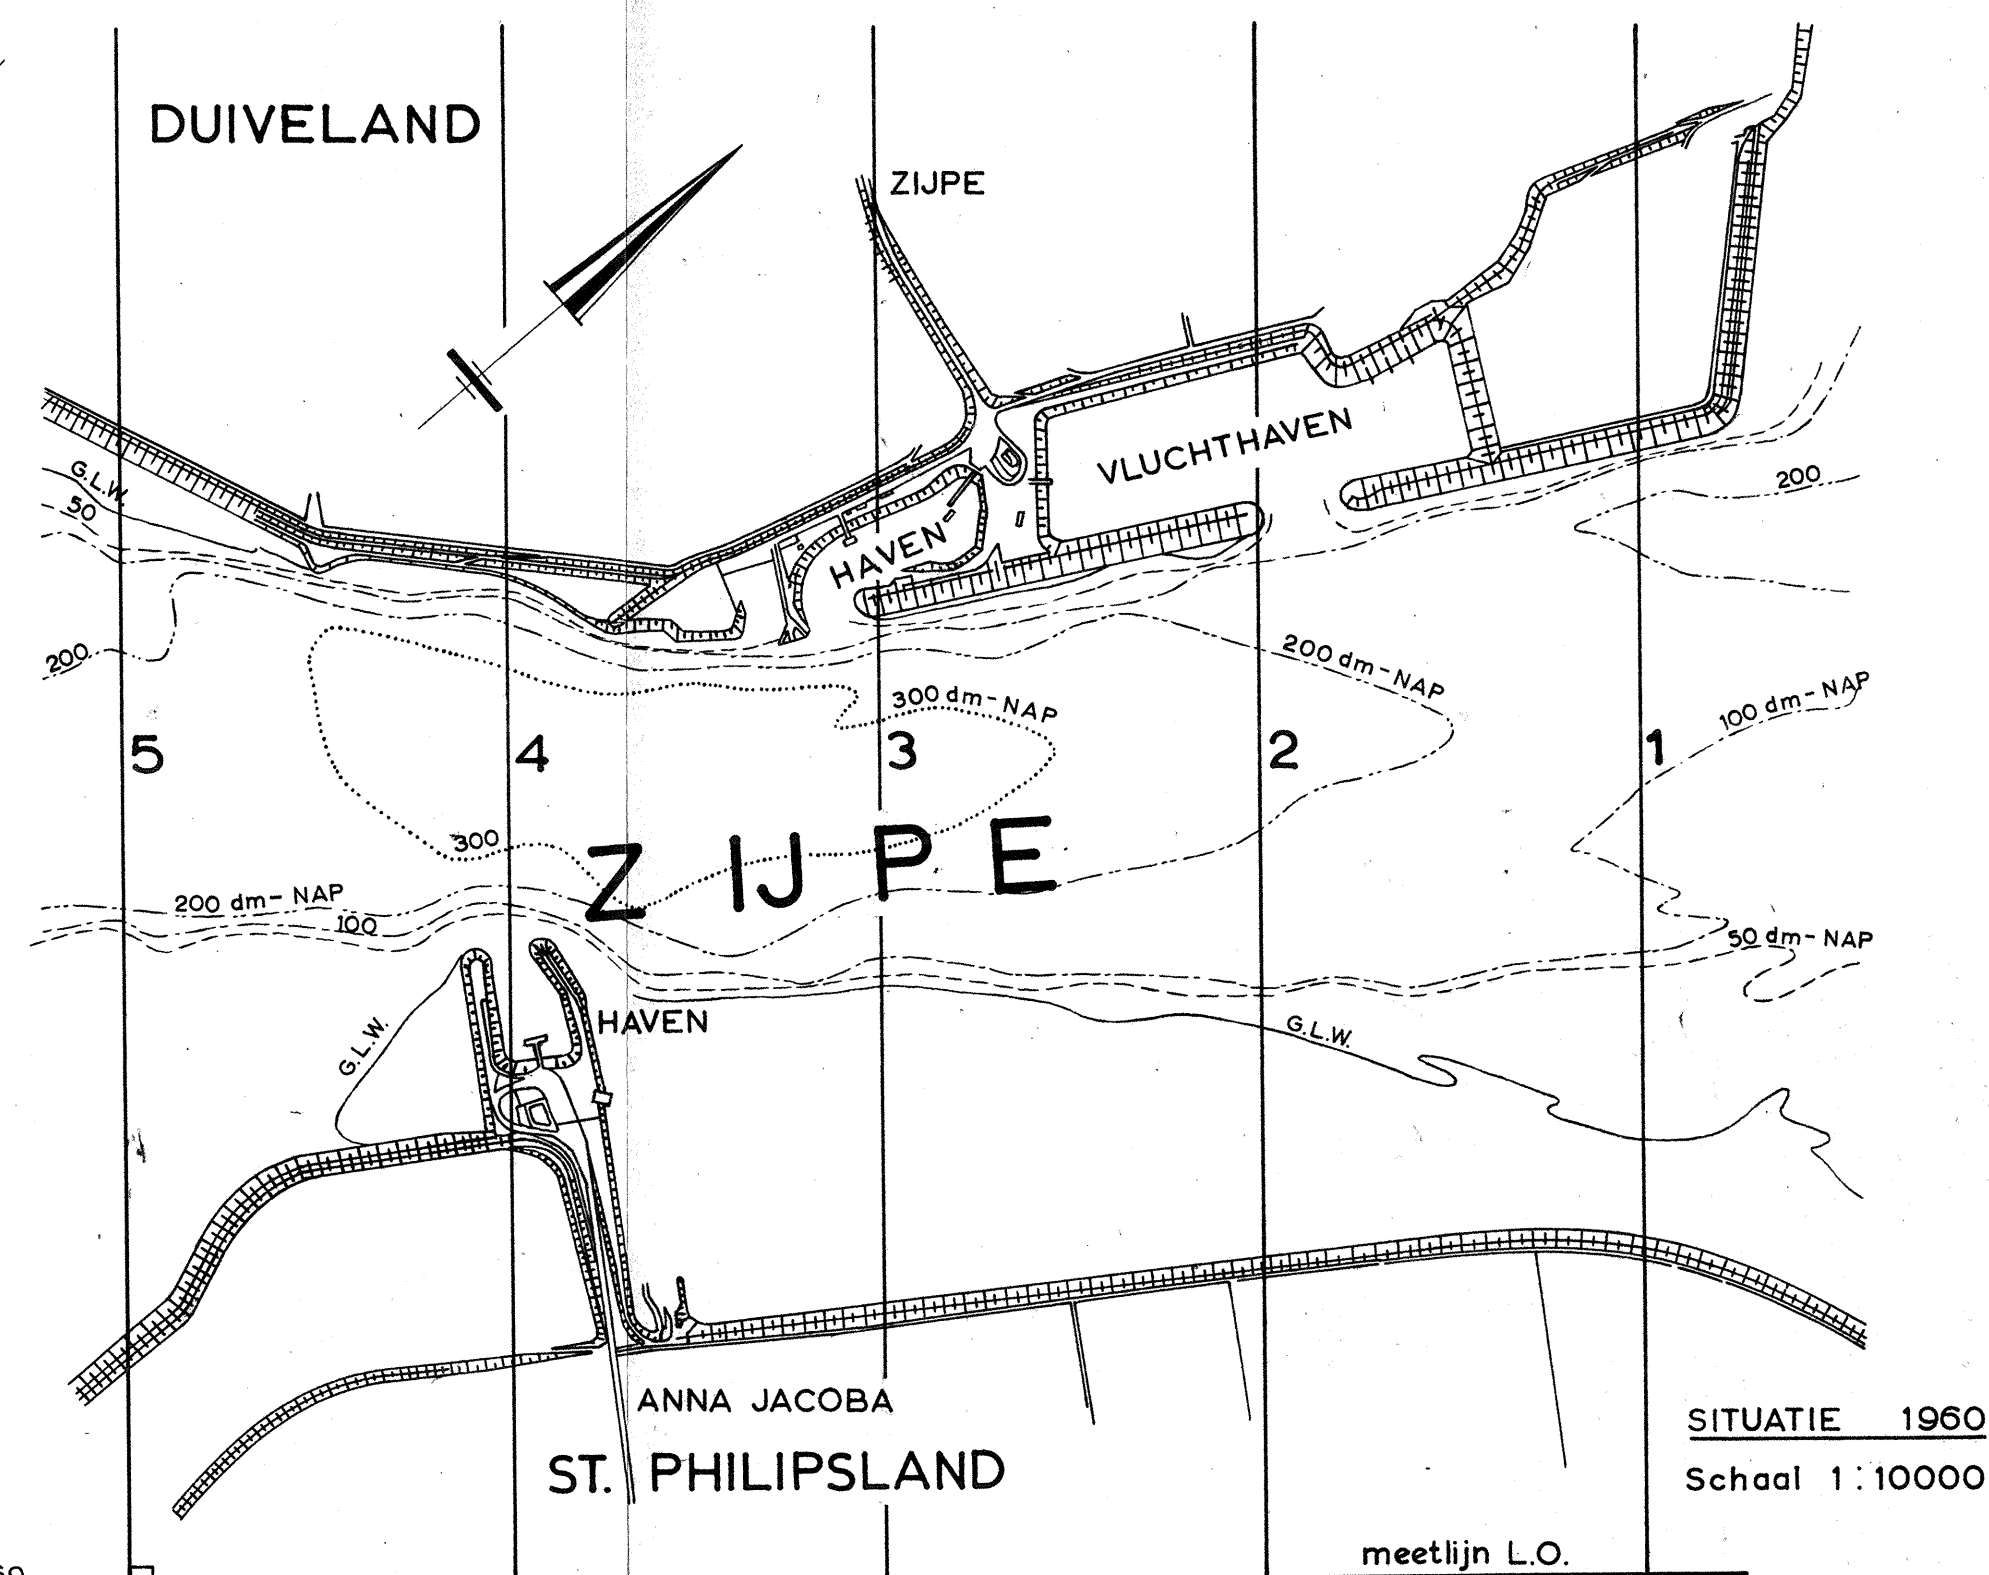 DUIVELAND
ZIJPE
VLUCHTHAVEN
HAVEN
G.L.W.
50
200
200
200 dm-NAP
300 dm-NAP
100 dm-NAP
5
4
3
2
1
300
ZIJPE
200 dm-NAP
100
50 dm-NAP
HAVEN
G.L.W.
G.L.W.
ANNA JACOBA
ST. PHILIPSLAND
SITUATIE 1960
Schaal 1:10000
meetlijn L.O.